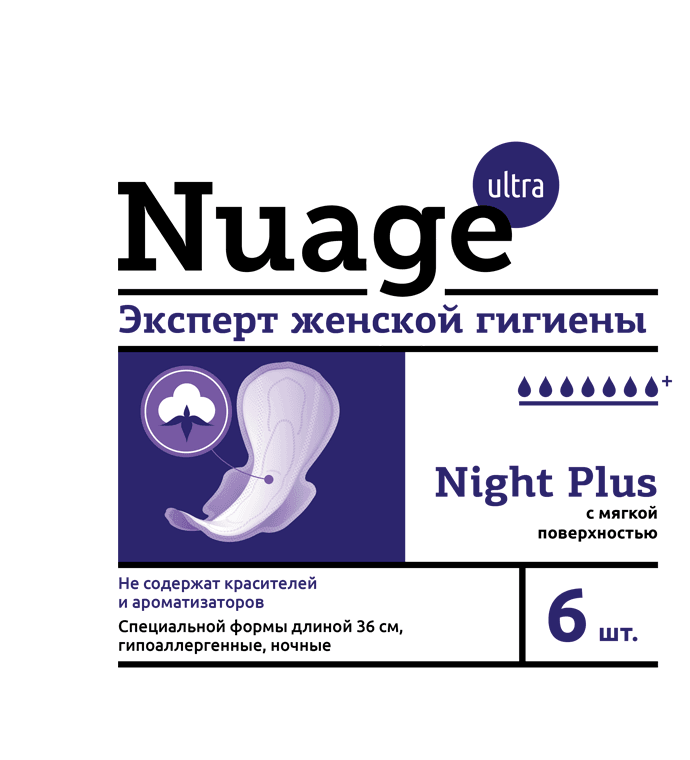 ultra
Nuage
Эксперт женской гигиены
+
Night Plus
с мягкой
поверхностью
Не содержат красителей
и ароматизаторов
Специальной формы длиной 36 см,
гипоаллергенные, ночные
6 шт.